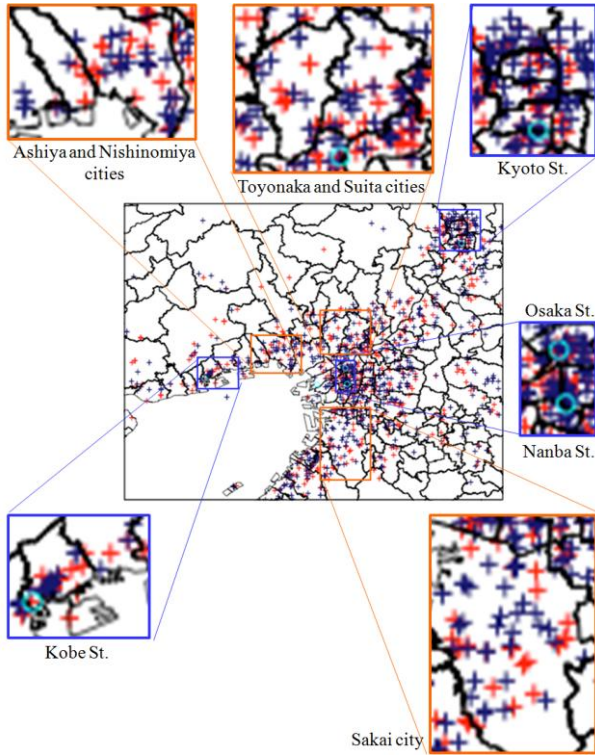 Ashiya and Nishinomiya
cities
Toyonaka and Suita cities
Kyoto St.
Osaka St.
Nanba St.
Kobe St.
Sakai city